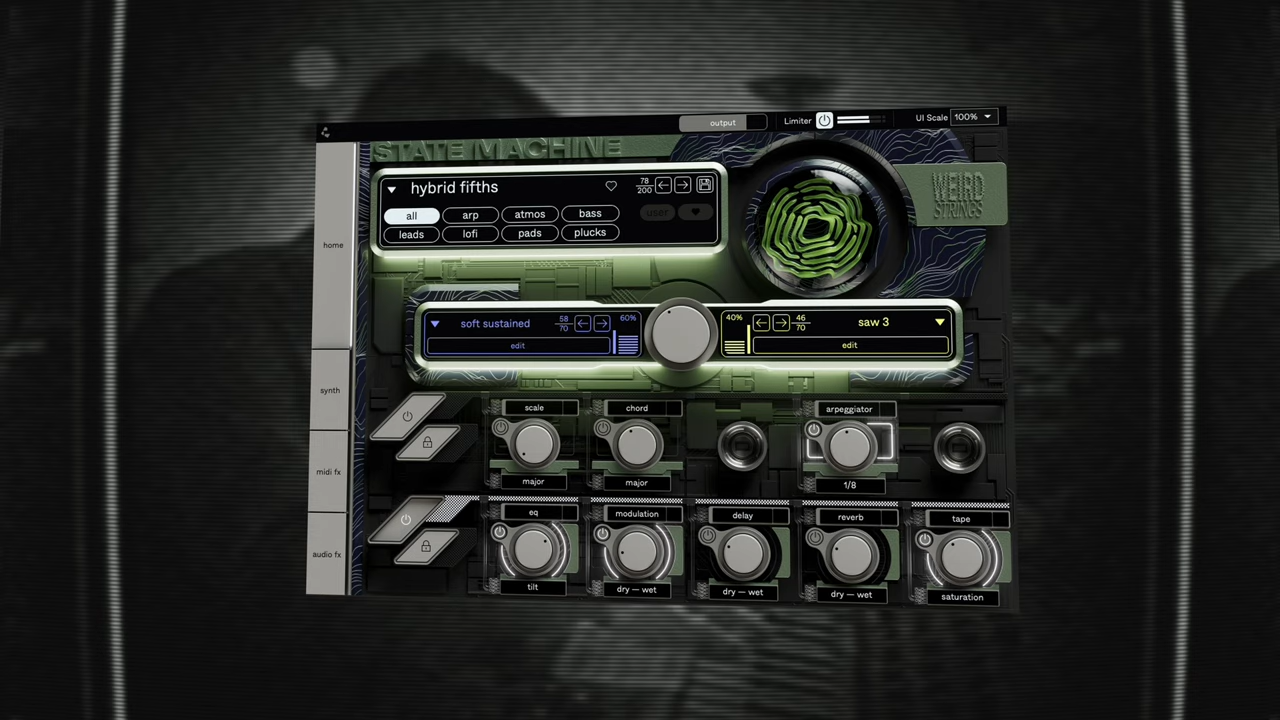 output
Limiter
UI Scale 100%
STATE MACHINE
hybrid fifths
78
200
all arp atmos bass user
leads lofi pads plucks
WEIRD
STRINGS
home
synth
midi fx
audio fx
soft sustained
58
70
60%
edit
40%
46
70
saw 3
edit
scale
major
chord
major
arpeggiator
1/8
eq
tilt
modulation
dry — wet
delay
dry — wet
reverb
dry — wet
tape
saturation